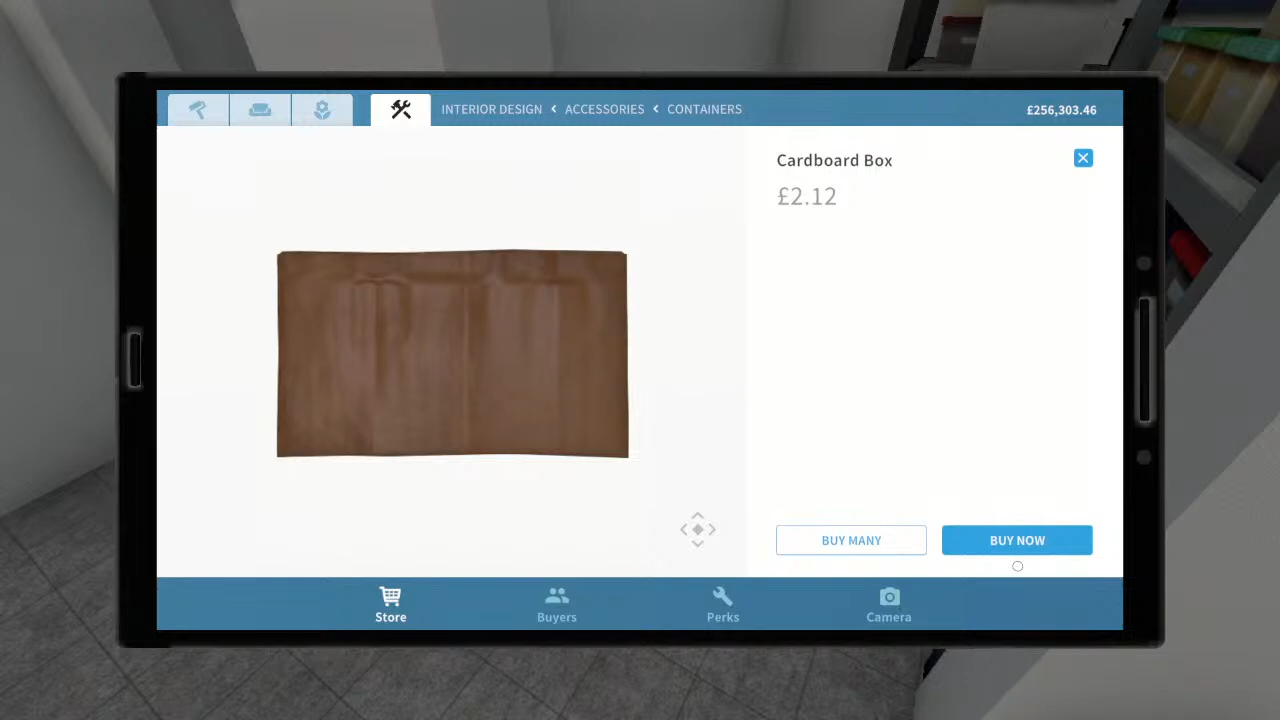 INTERIOR DESIGN < ACCESSORIES < CONTAINERS
£256,303.46
Cardboard Box
£2.12
BUY MANY
BUY NOW
Store
Buyers
Perks
Camera